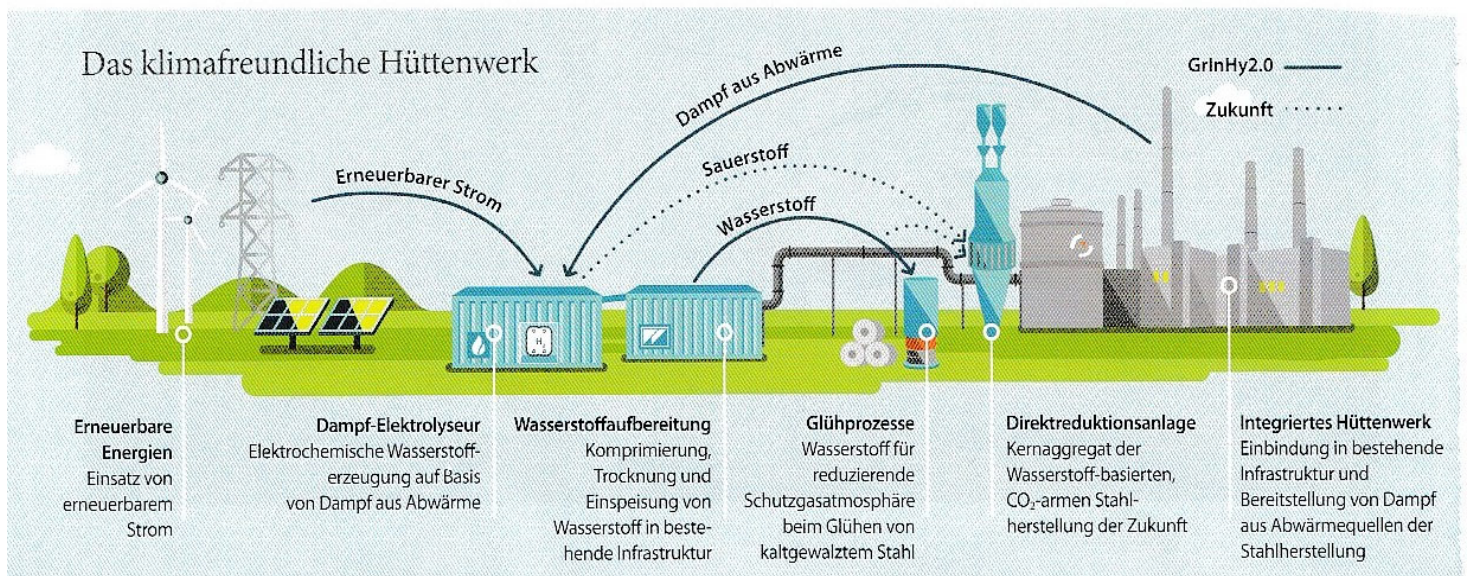 Das klimafreundliche Hüttenwerk
GrInHy2.0
Zukunft
Erneuerbarer Strom
Dampf aus Abwärme
Sauerstoff
Wasserstoff
H₂
Erneuerbare
Energien
Einsatz von
erneuerbarem
Strom
Dampf-Elektrolyseur
Elektrochemische Wasserstoff-
erzeugung auf Basis
von Dampf aus Abwärme
Wasserstoffaufbereitung
Komprimierung,
Trocknung und
Einspeisung von
Wasserstoff in beste-
hende Infrastruktur
Glühprozesse
Wasserstoff für
reduzierende
Schutzgasatmosphäre
beim Glühen von
kaltgewalztem Stahl
Direktreduktionsanlage
Kernaggregat der
Wasserstoff-basierten,
CO₂-armen Stahl-
herstellung der Zukunft
Integriertes Hüttenwerk
Einbindung in bestehende
Infrastruktur und
Bereitstellung von Dampf
aus Abwärmequellen der
Stahlherstellung